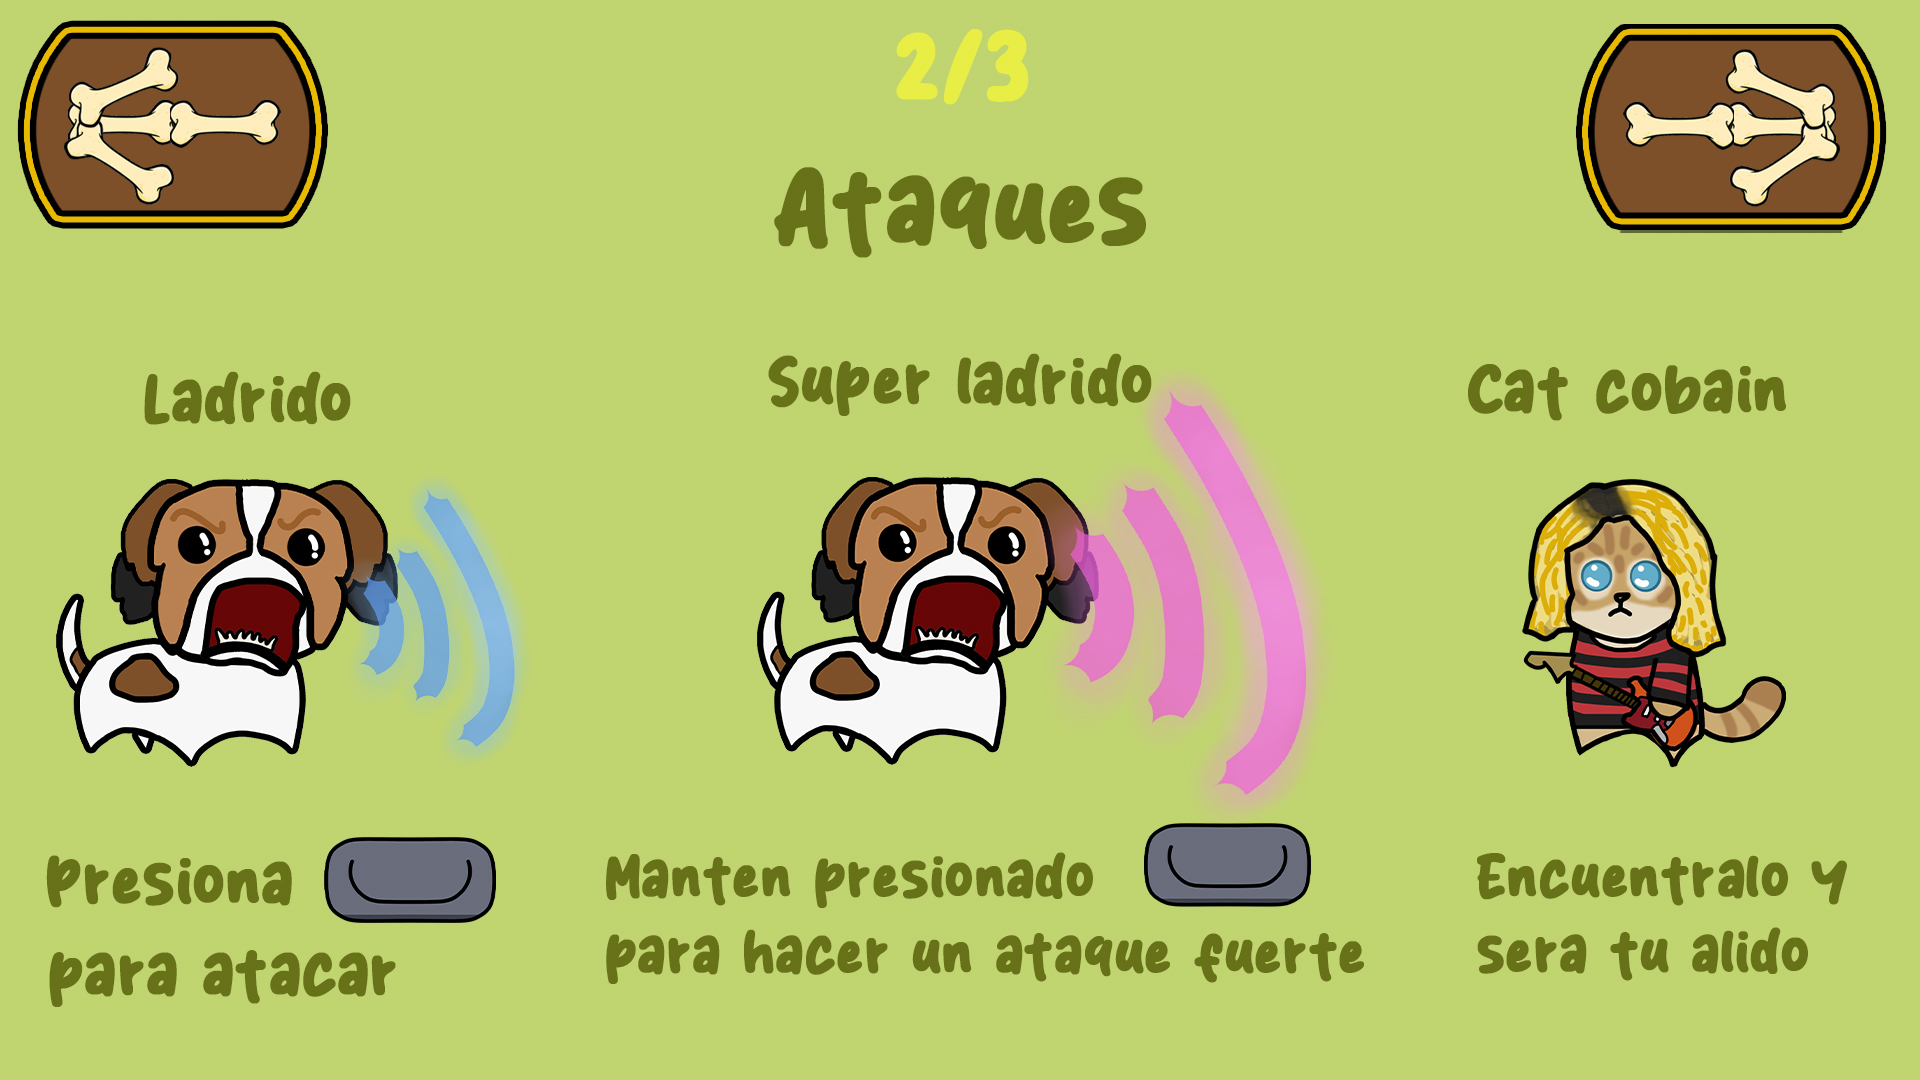 2/3
Ataques
Ladrido
Super ladrido
Cat cobain
Presiona
para atacar
Manten presionado
para hacer un ataque fuerte
Encuentralo y
sera tu alido